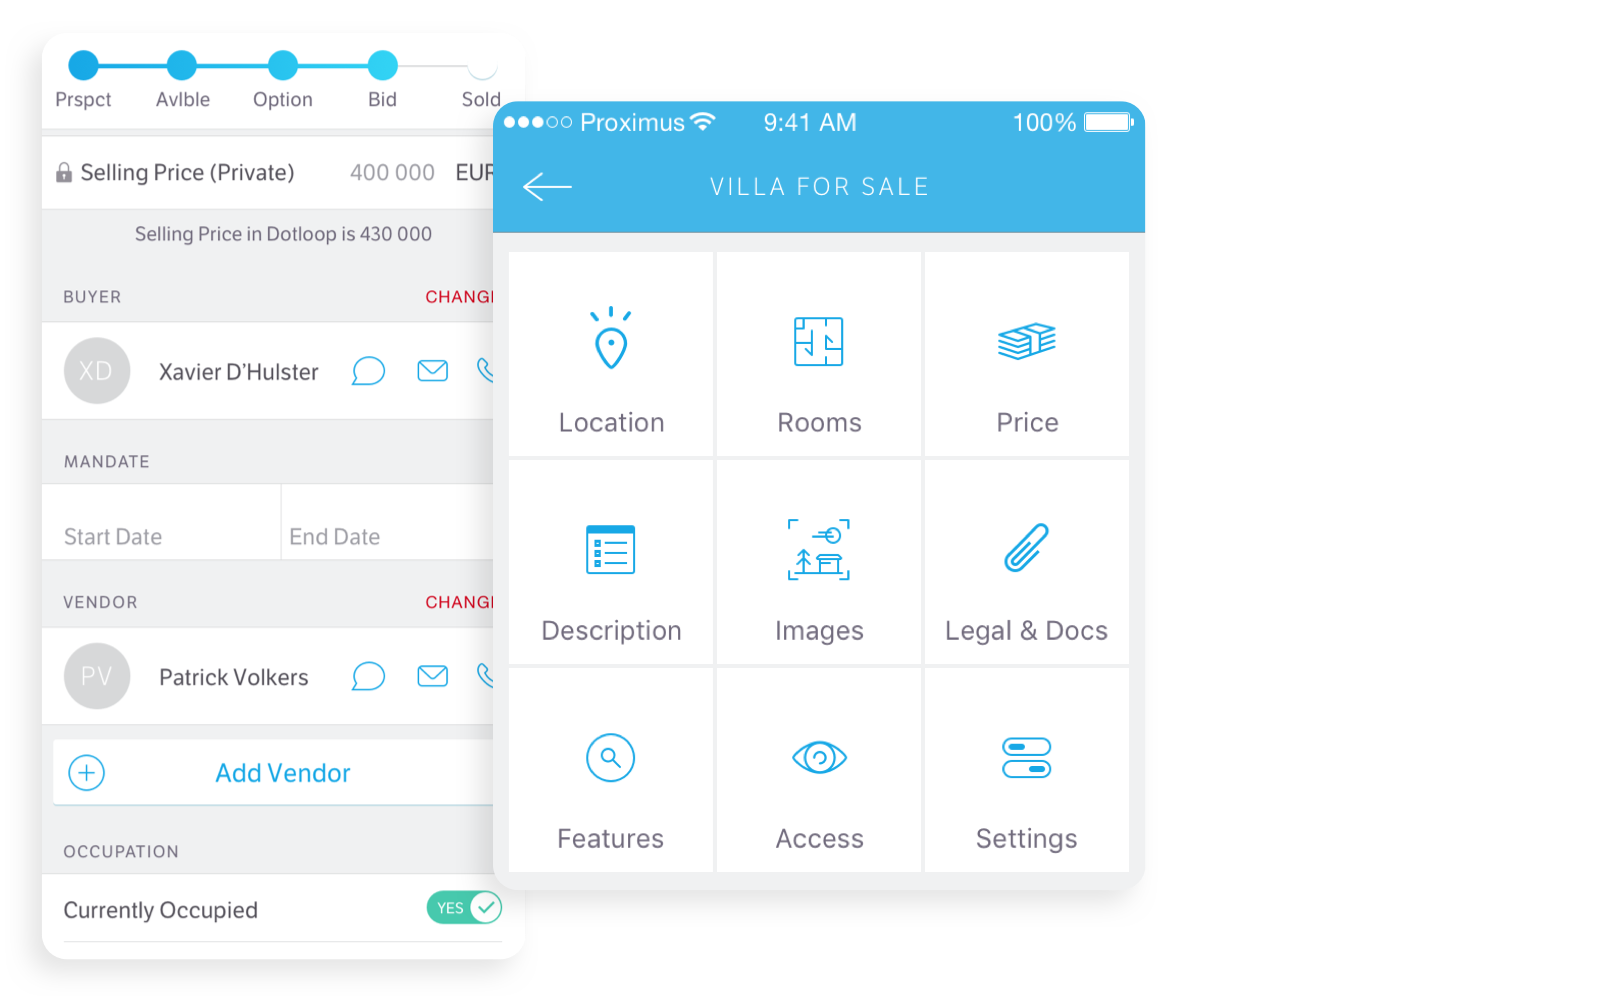 Prspct Avlble Option Bid Sold
Selling Price (Private) 400 000 EUR
Selling Price in Dotloop is 430 000
BUYER CHANG
XD Xavier D’Hulster
MANDATE
Start Date End Date
VENDOR CHANG
PV Patrick Volkers
Add Vendor
OCCUPATION
Currently Occupied YES
Proximus 9:41 AM 100%
VILLA FOR SALE
Location Rooms Price
Description Images Legal & Docs
Features Access Settings